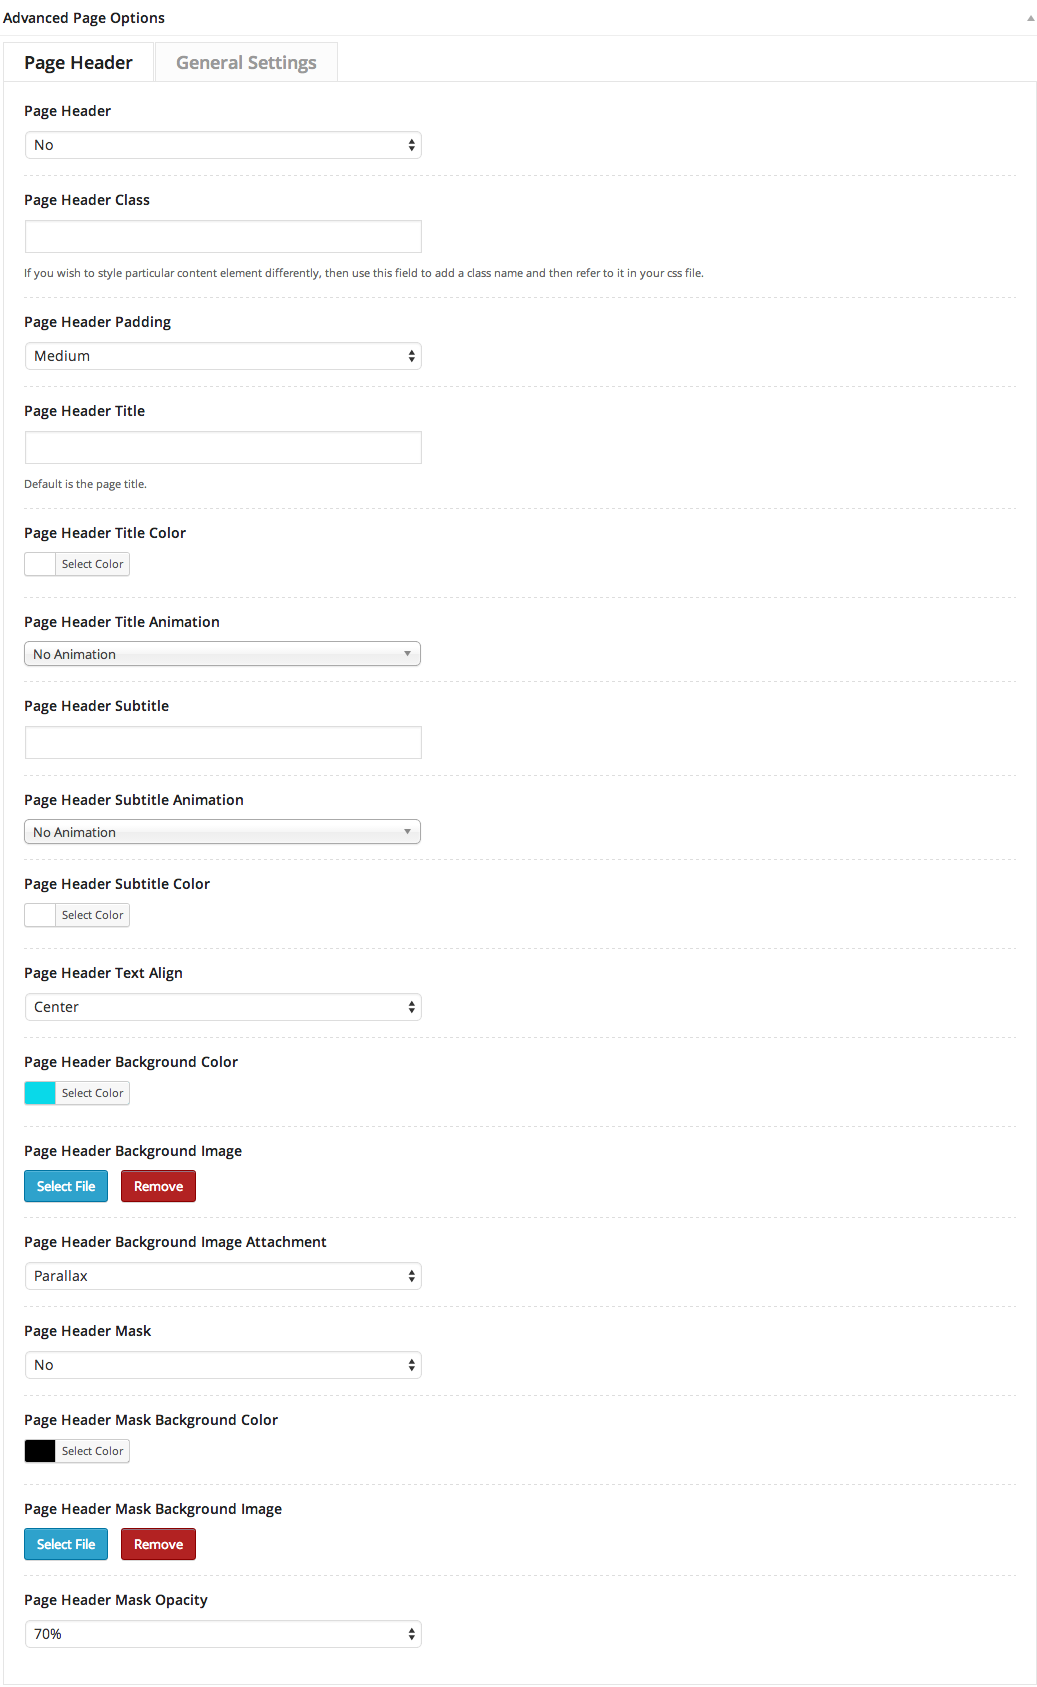 Advanced Page Options
Page Header
General Settings
Page Header
No
Page Header Class
If you wish to style particular content element differently, then use this field to add a class name and then refer to it in your css file.
Page Header Padding
Medium
Page Header Title
Default is the page title.
Page Header Title Color
Select Color
Page Header Title Animation
No Animation
Page Header Subtitle
Page Header Subtitle Animation
No Animation
Page Header Subtitle Color
Select Color
Page Header Text Align
Center
Page Header Background Color
Select Color
Page Header Background Image
Select File
Remove
Page Header Background Image Attachment
Parallax
Page Header Mask
No
Page Header Mask Background Color
Select Color
Page Header Mask Background Image
Select File
Remove
Page Header Mask Opacity
70%